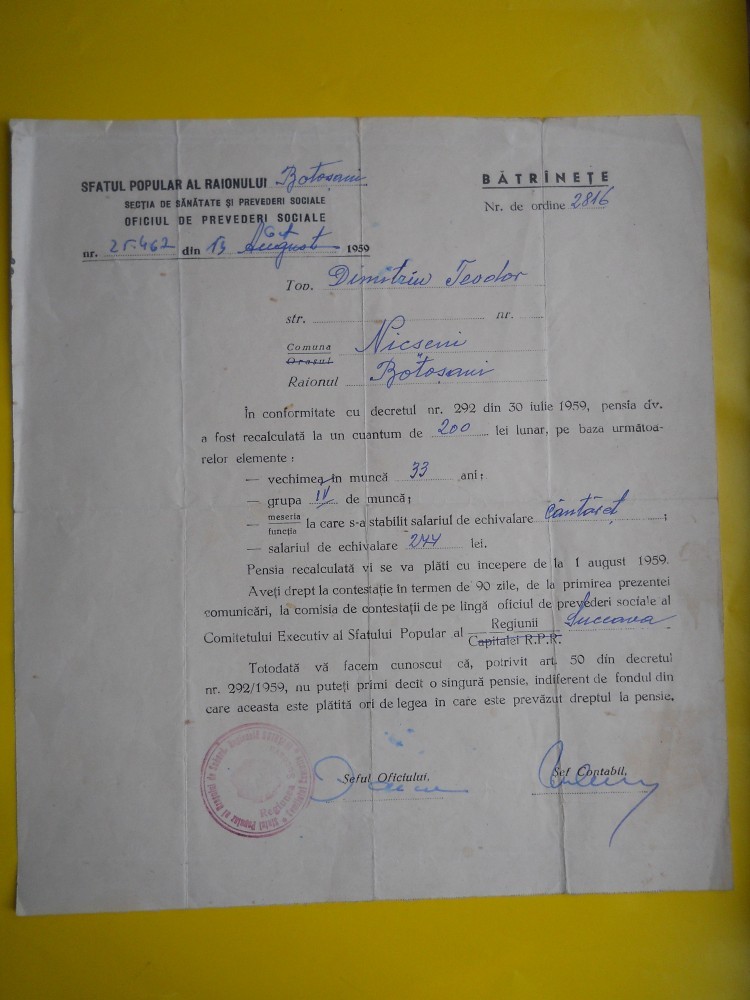 SFATUL POPULAR AL RAIONULUI Botoșani
SECȚIA DE SĂNĂTATE ȘI PREVEDERI SOCIALE
OFICIUL DE PREVEDERI SOCIALE
nr. 25.462 din 13 August 1959
BĂTRÎNEȚE
Nr. de ordine 2816
Tov. Dimitriu Teodor
str. nr.
Comuna Nicseni
Orașul
Raionul Botoșani
În conformitate cu decretul nr. 292 din 30 iulie 1959, pensia dv.
a fost recalculată la un cuantum de 200 lei lunar, pe baza următoa-
relor elemente :
— vechimea în muncă 33 ani;
— grupa IV de muncă;
— meseria
funcția la care s-a stabilit salariul de echivalare Cântăreț ;
— salariul de echivalare 244 lei.
Pensia recalculată vi se va plăti cu începere de la 1 august 1959.
Aveți drept la contestație în termen de 90 zile, de la primirea prezentei
comunicări, la comisia de contestații de pe lîngă oficiul de prevederi sociale al
Comitetului Executiv al Sfatului Popular al Regiunii Suceava
Capitalei R.P.R.
Totodată vă facem cunoscut că, potrivit art. 50 din decretul
nr. 292/1959, nu puteți primi decît o singură pensie, indiferent de fondul din
care aceasta este plătită ori de legea în care este prevăzut dreptul la pensie.
Șeful Oficiului,
Șef Contabil,